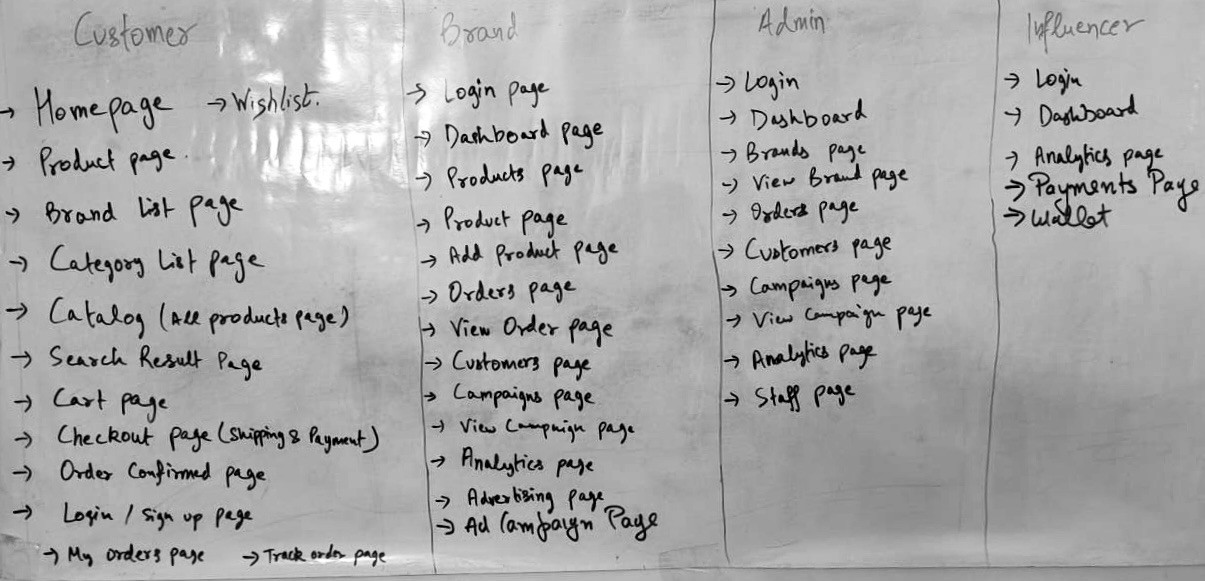 Customer
→ Homepage → Wishlist.
→ Product page.
→ Brand List page
→ Category List page
→ Catalog (All products page)
→ Search Result Page
→ Cart page
→ Checkout page (Shipping & Payment)
→ Order Confirmed page
→ Login / Sign up page
→ My orders page → Track order page
Brand
→ Login page
→ Dashboard page
→ Products page
→ Product page
→ Add Product page
→ Orders page
→ View Order page
→ Customers page
→ Campaigns page
→ View Campaign page
→ Analytics page
→ Advertising page
→ Ad Campaign Page
Admin
→ Login
→ Dashboard
→ Brands page
→ View Brand page
→ Orders page
→ Customers page
→ Campaigns page
→ View Campaign page
→ Analytics page
→ Staff page
Influencer
→ Login
→ Dashboard
→ Analytics page
→ Payments Page
→ Wallet